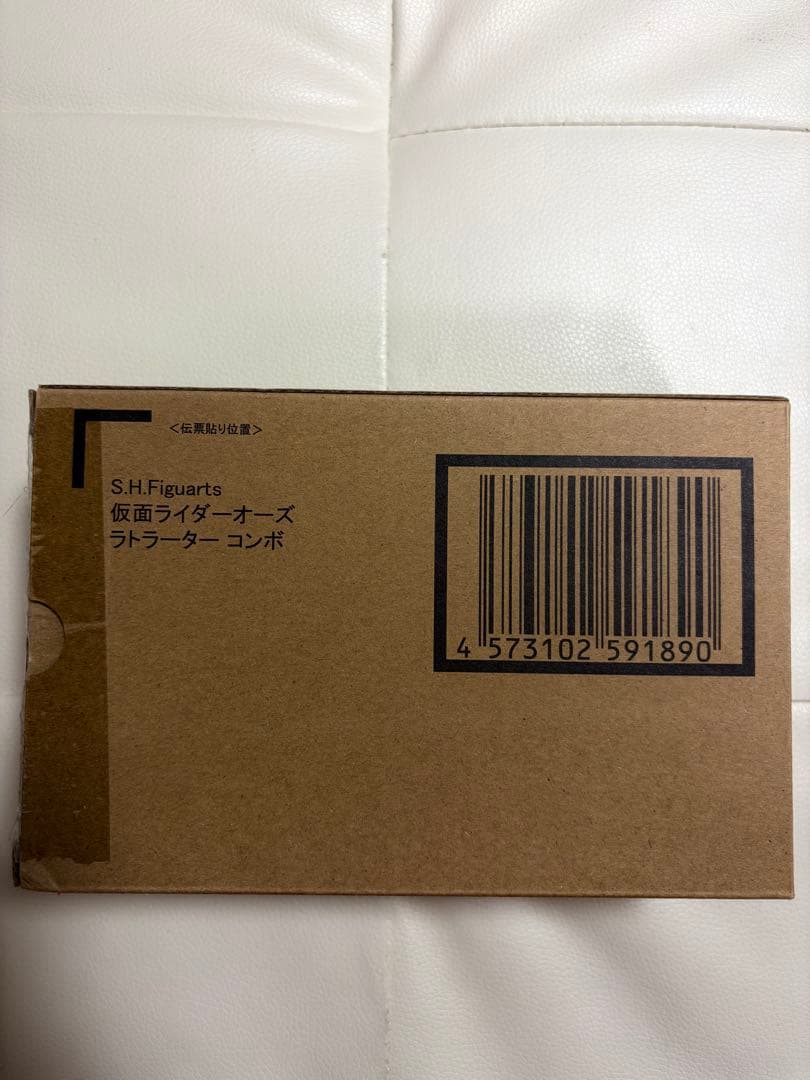 <伝票貼り位置>
S.H.Figuarts
仮面ライダーオーズ
ラトラーター コンボ
4 573102 591890